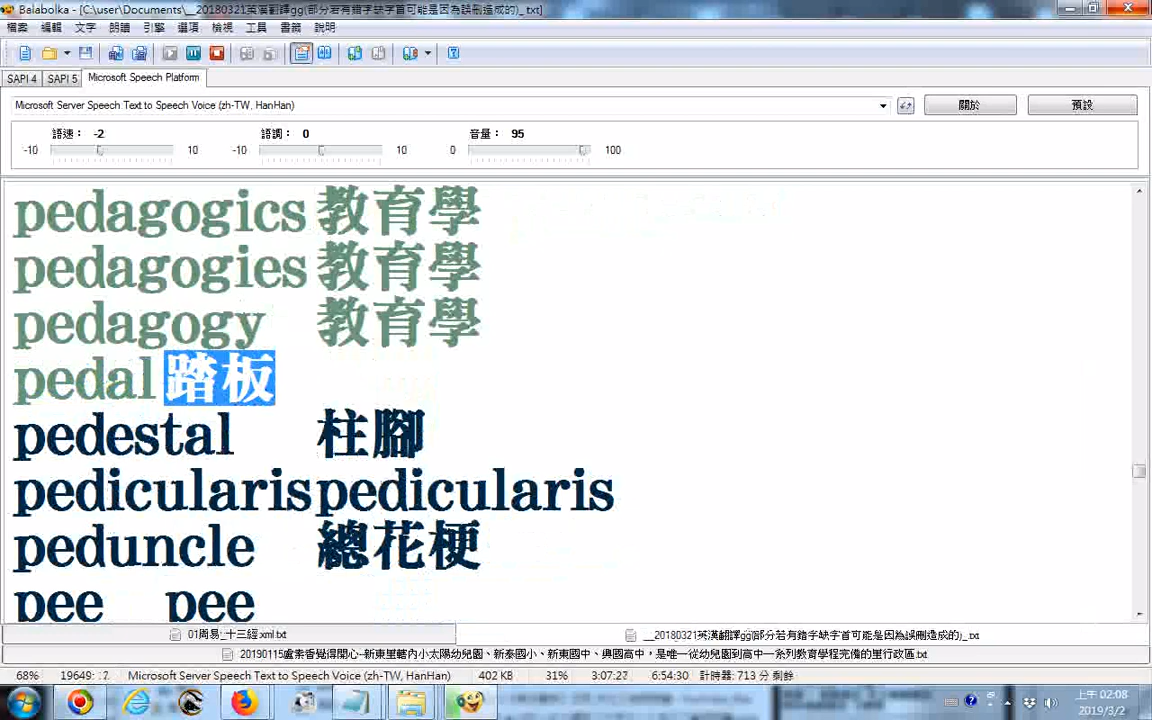 Balabolka - [C:\user\Documents\__20180321英漢翻譯gg(部分若有錯字缺字首可能是因為誤刪造成的)_.txt]
檔案 編輯 文字 朗讀 引擎 選項 檢視 工具 書籤 說明
SAPI 4 SAPI 5 Microsoft Speech Platform
Microsoft Server Speech Text to Speech Voice (zh-TW, HanHan) 關於 預設
語速： -2 語調： 0 音量： 95
-10 10 -10 10 0 100
pedagogics 教育學
pedagogies 教育學
pedagogy 教育學
pedal 踏板
pedestal 柱腳
pedicularis pedicularis
peduncle 總花梗
pee pee
01周易_十三經.xml.txt __20180321英漢翻譯gg(部分若有錯字缺字首可能是因為誤刪造成的)_.txt
20190115盧素香覺得開心~新東里轄內小太陽幼兒園、新泰國小、新東國中、興國高中，是唯一從幼兒園到高中一系列教育學程完備的里行政區.txt
68% Microsoft Server Speech Text to Speech Voice (zh-TW, HanHan) 402 KB 31% 3:07:22 6:54:30 計時器: 713 分 剩餘
上午 02:08
2019/3/2